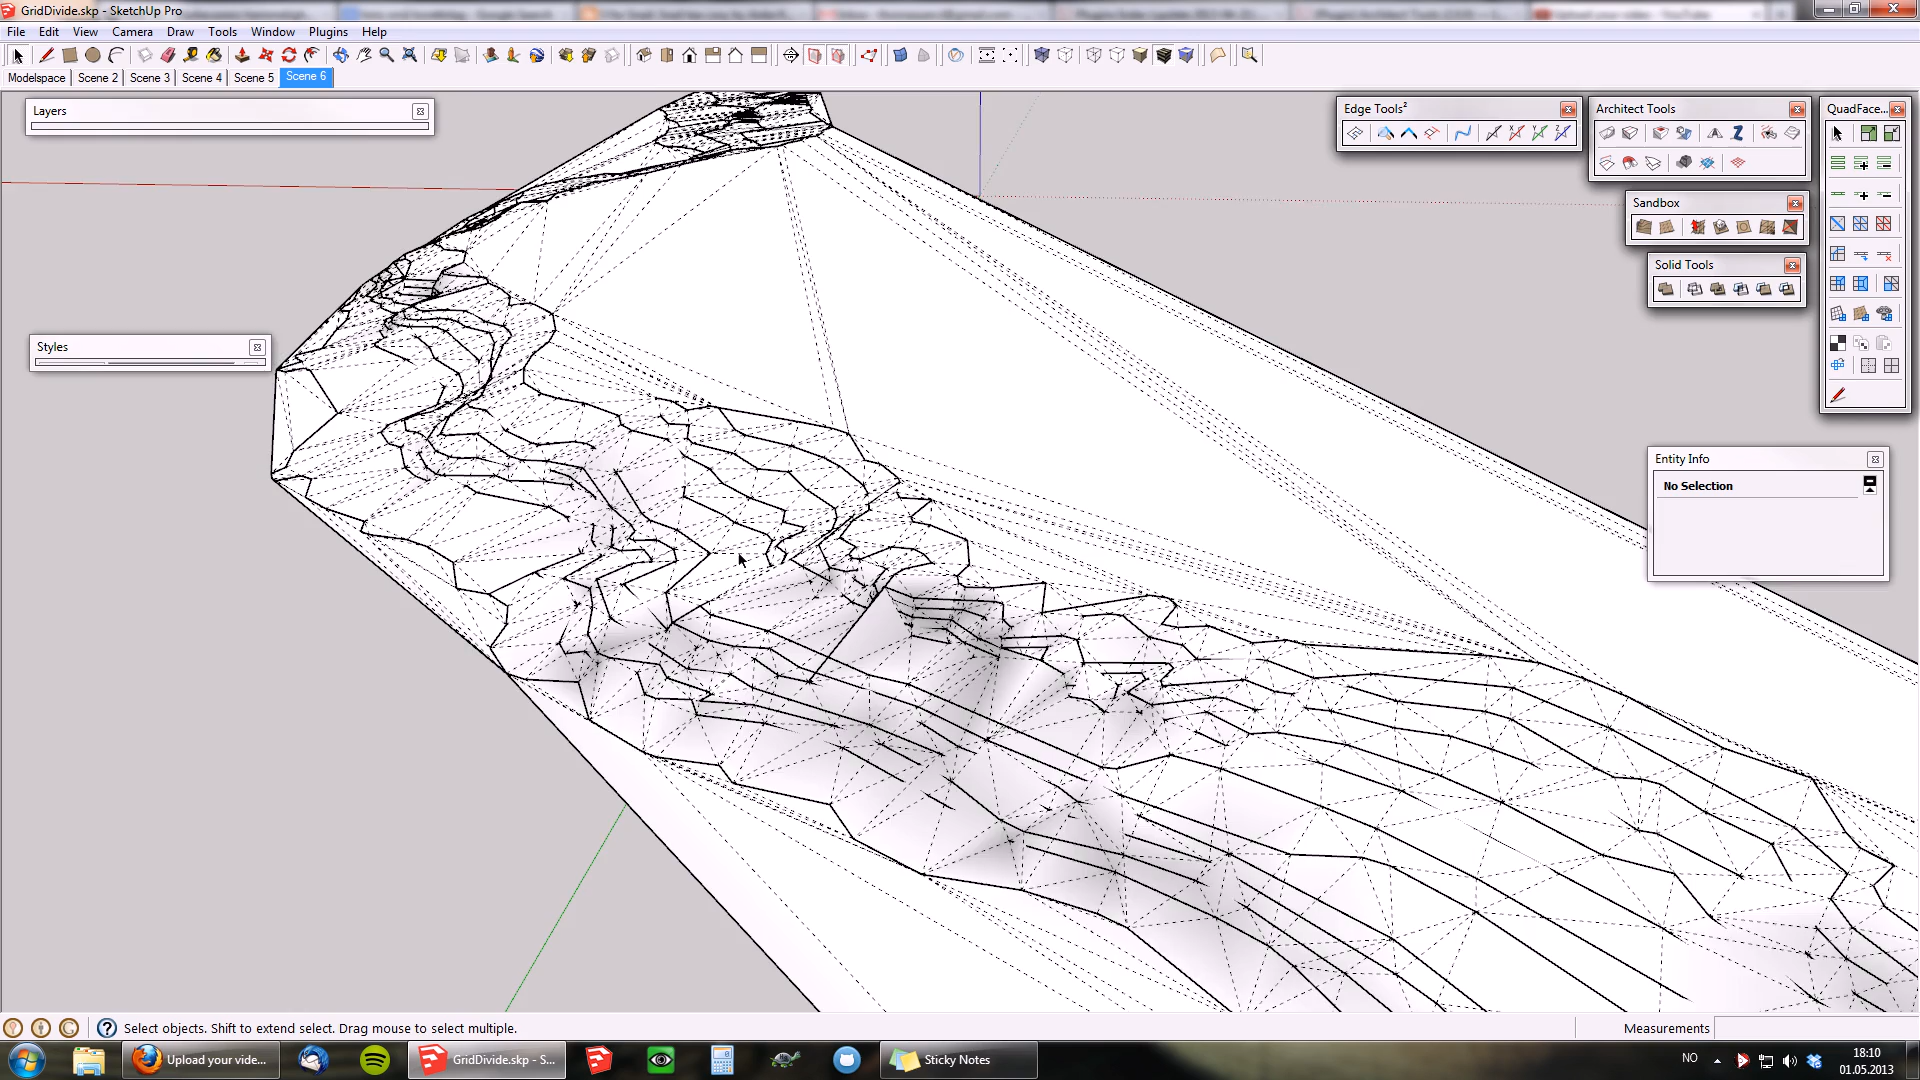 GridDivide.skp - SketchUp Pro
File Edit View Camera Draw Tools Window Plugins Help
Modelspace Scene 2 Scene 3 Scene 4 Scene 5 Scene 6
Layers
Edge Tools²
Architect Tools
QuadFace...
Sandbox
Solid Tools
Styles
Entity Info
No Selection
Select objects. Shift to extend select. Drag mouse to select multiple.
Measurements
Upload your vide...
GridDivide.skp - S...
Sticky Notes
NO
18:10
01.05.2013